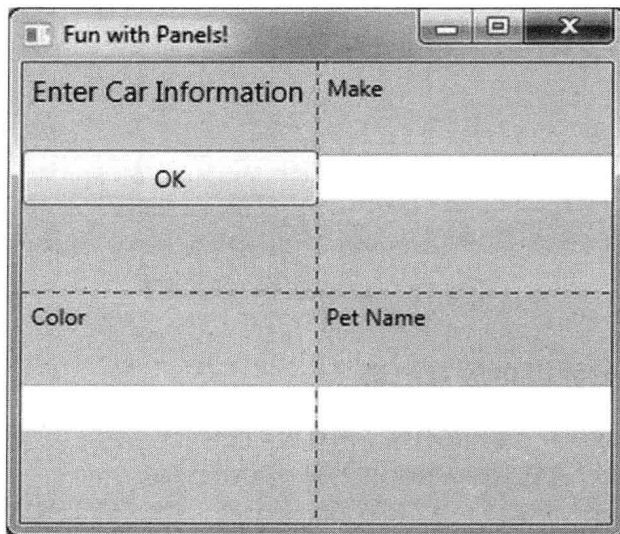 Fun with Panels!
Enter Car Information
Make
OK
Color
Pet Name